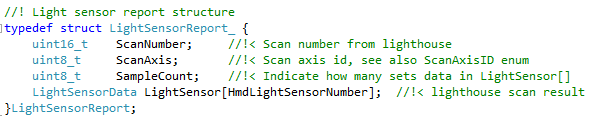 //! Light sensor report structure
typedef struct LightSensorReport_ {
uint16_t ScanNumber; //!< Scan number from lighthouse
uint8_t ScanAxis; //!< Scan axis id, see also ScanAxisID enum
uint8_t SampleCount; //!< Indicate how many sets data in LightSensor[]
LightSensorData LightSensor[HmdLightSensorNumber]; //!< lighthouse scan result
}LightSensorReport;